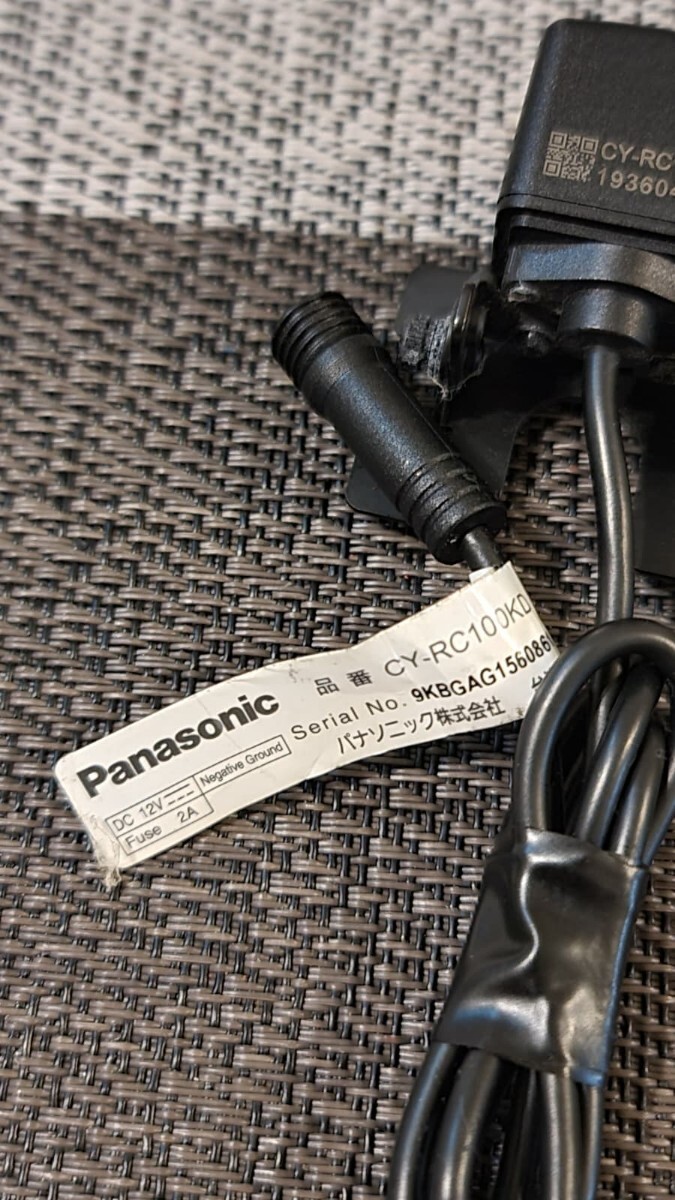 CY-RC
193604
Panasonic
品番 CY-RC100KD
Serial No. 9KBGAG156086
パナソニック株式会社
DC 12V
Negative Ground
Fuse 2A